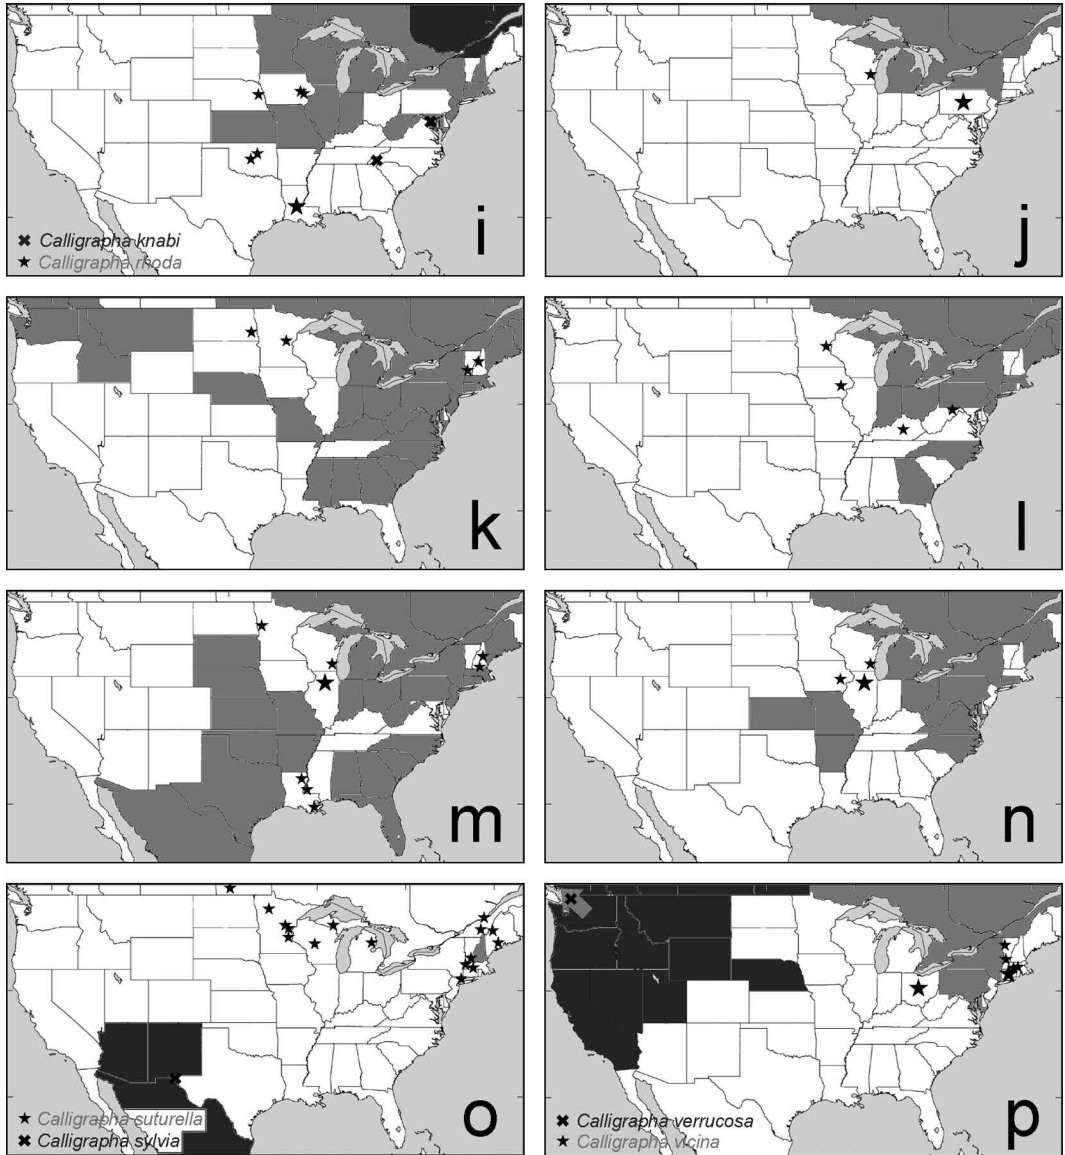 i
Calligrapha knabi
Calligrapha rhoda
j
k
l
m
n
o
Calligrapha suturella
Calligrapha sylvia
p
Calligrapha verrucosa
Calligrapha vicina